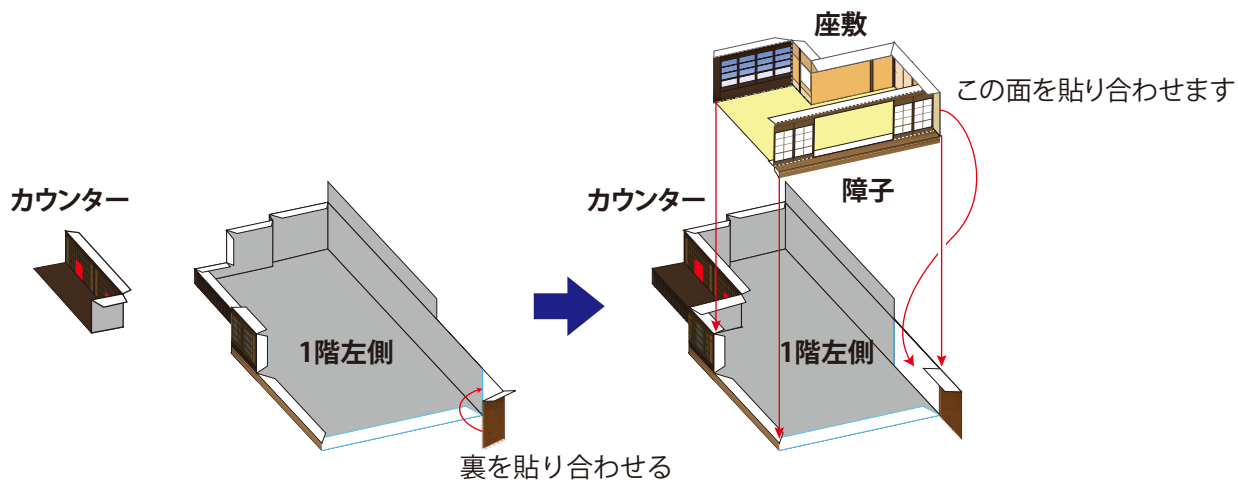 座敷
この面を貼り合わせます
カウンター
カウンター
障子
1階左側
1階左側
裏を貼り合わせる